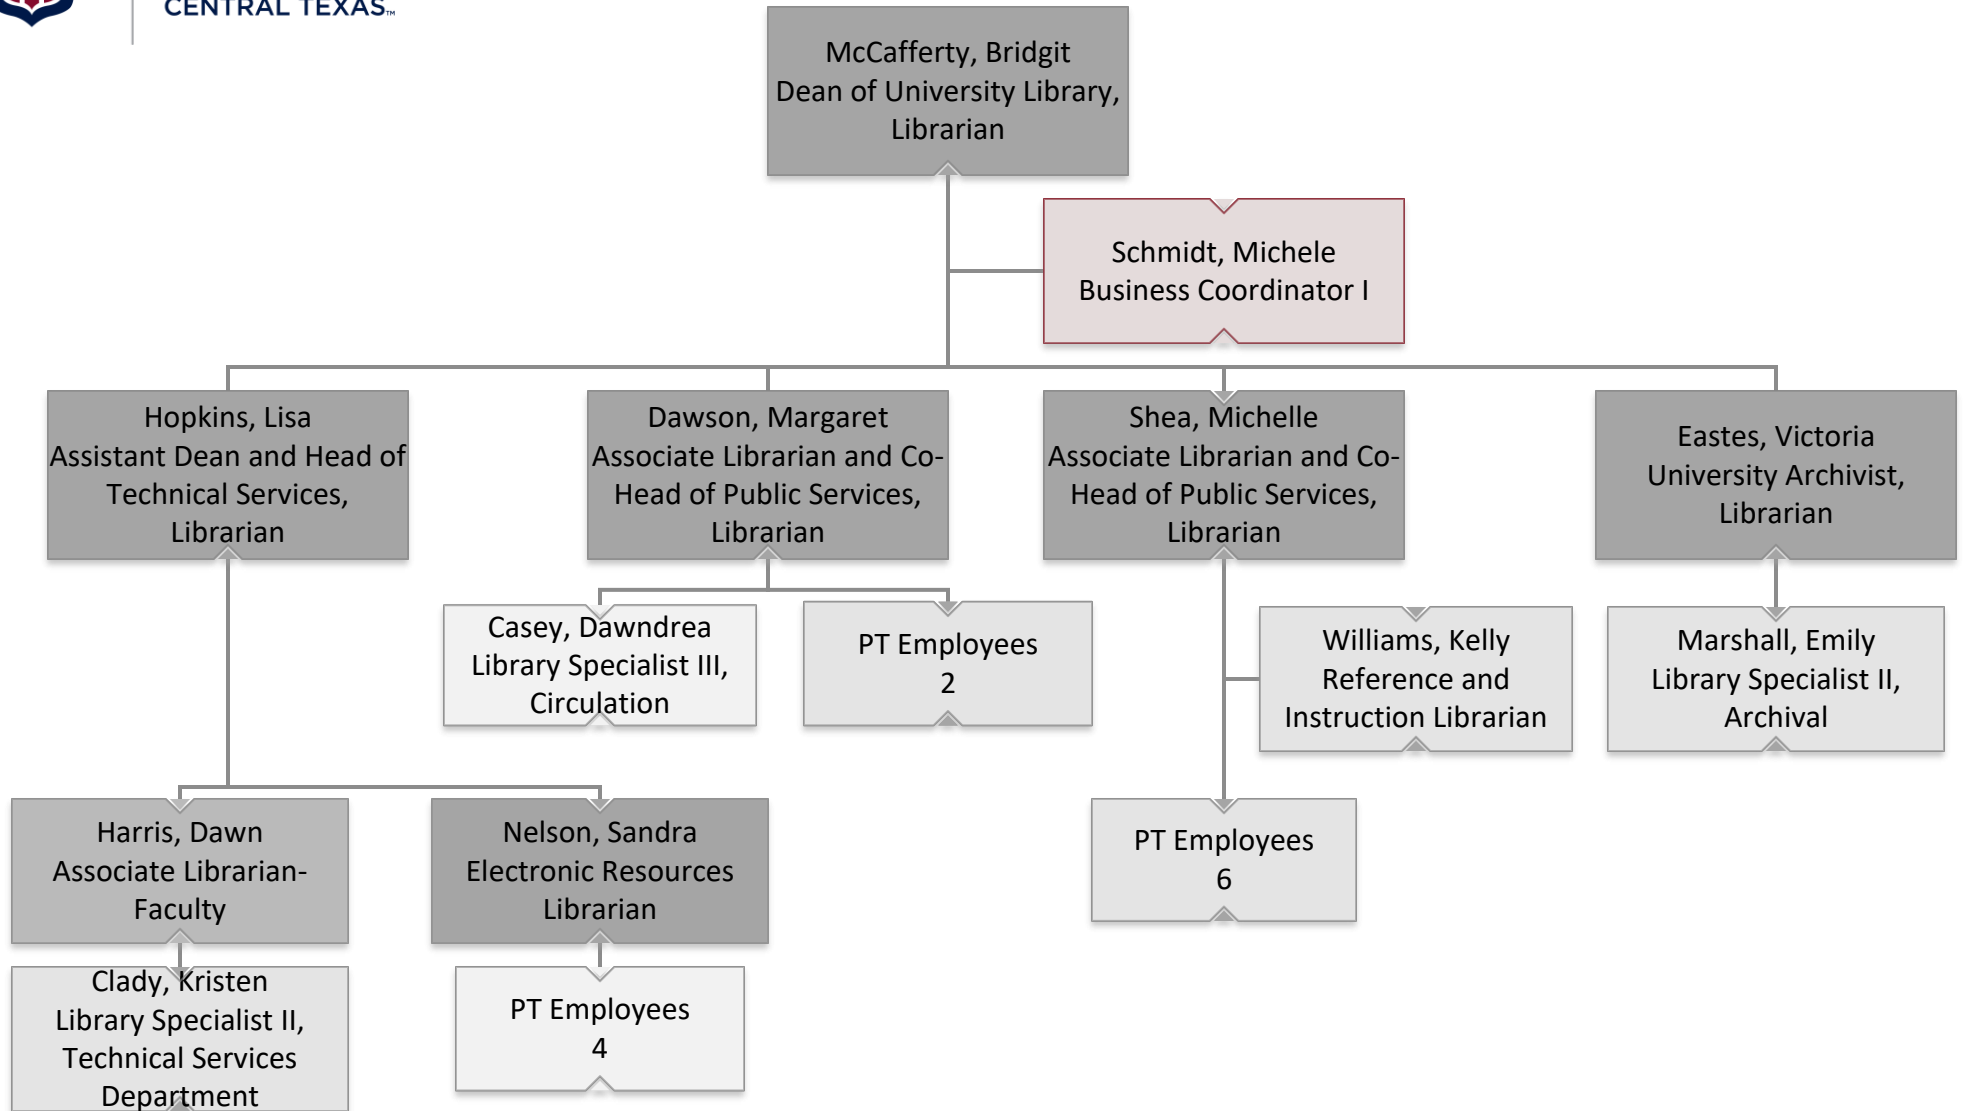 CENTRAL TEXAS™
McCafferty, Bridgit
Dean of University Library,
Librarian
Schmidt, Michele
Business Coordinator I
Hopkins, Lisa
Assistant Dean and Head of
Technical Services,
Librarian
Dawson, Margaret
Associate Librarian and Co-
Head of Public Services,
Librarian
Shea, Michelle
Associate Librarian and Co-
Head of Public Services,
Librarian
Eastes, Victoria
University Archivist,
Librarian
Casey, Dawndrea
Library Specialist III,
Circulation
PT Employees
2
Williams, Kelly
Reference and
Instruction Librarian
Marshall, Emily
Library Specialist II,
Archival
Harris, Dawn
Associate Librarian-
Faculty
Nelson, Sandra
Electronic Resources
Librarian
PT Employees
6
Clady, Kristen
Library Specialist II,
Technical Services
Department
PT Employees
4